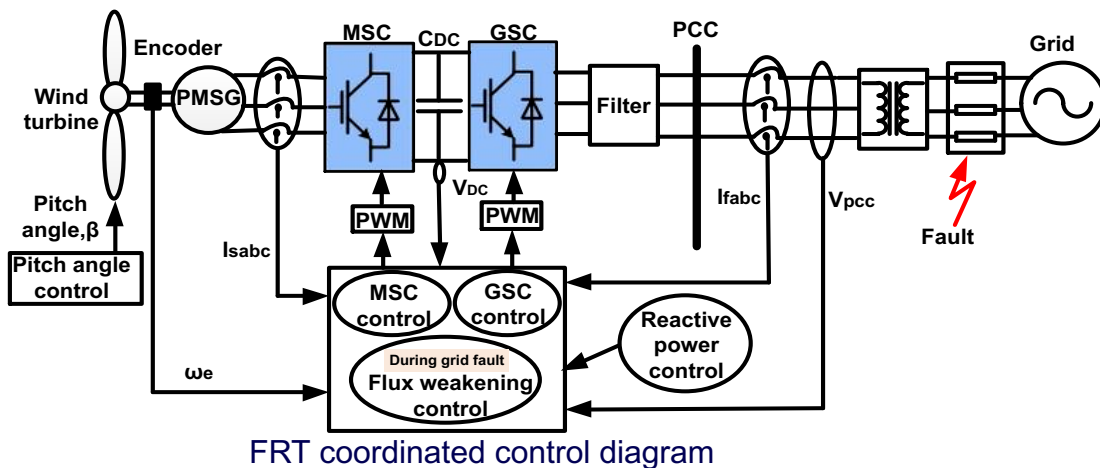 MSC
CDC
GSC
PCC
Grid
Encoder
Wind
turbine
PMSG
Filter
Pitch
angle,β
Pitch angle
control
Isabc
VDC
PWM
PWM
Ifabc
Vpcc
Fault
MSC
control
GSC
control
Reactive
power
control
During grid fault
Flux weakening
control
ωe
FRT coordinated control diagram